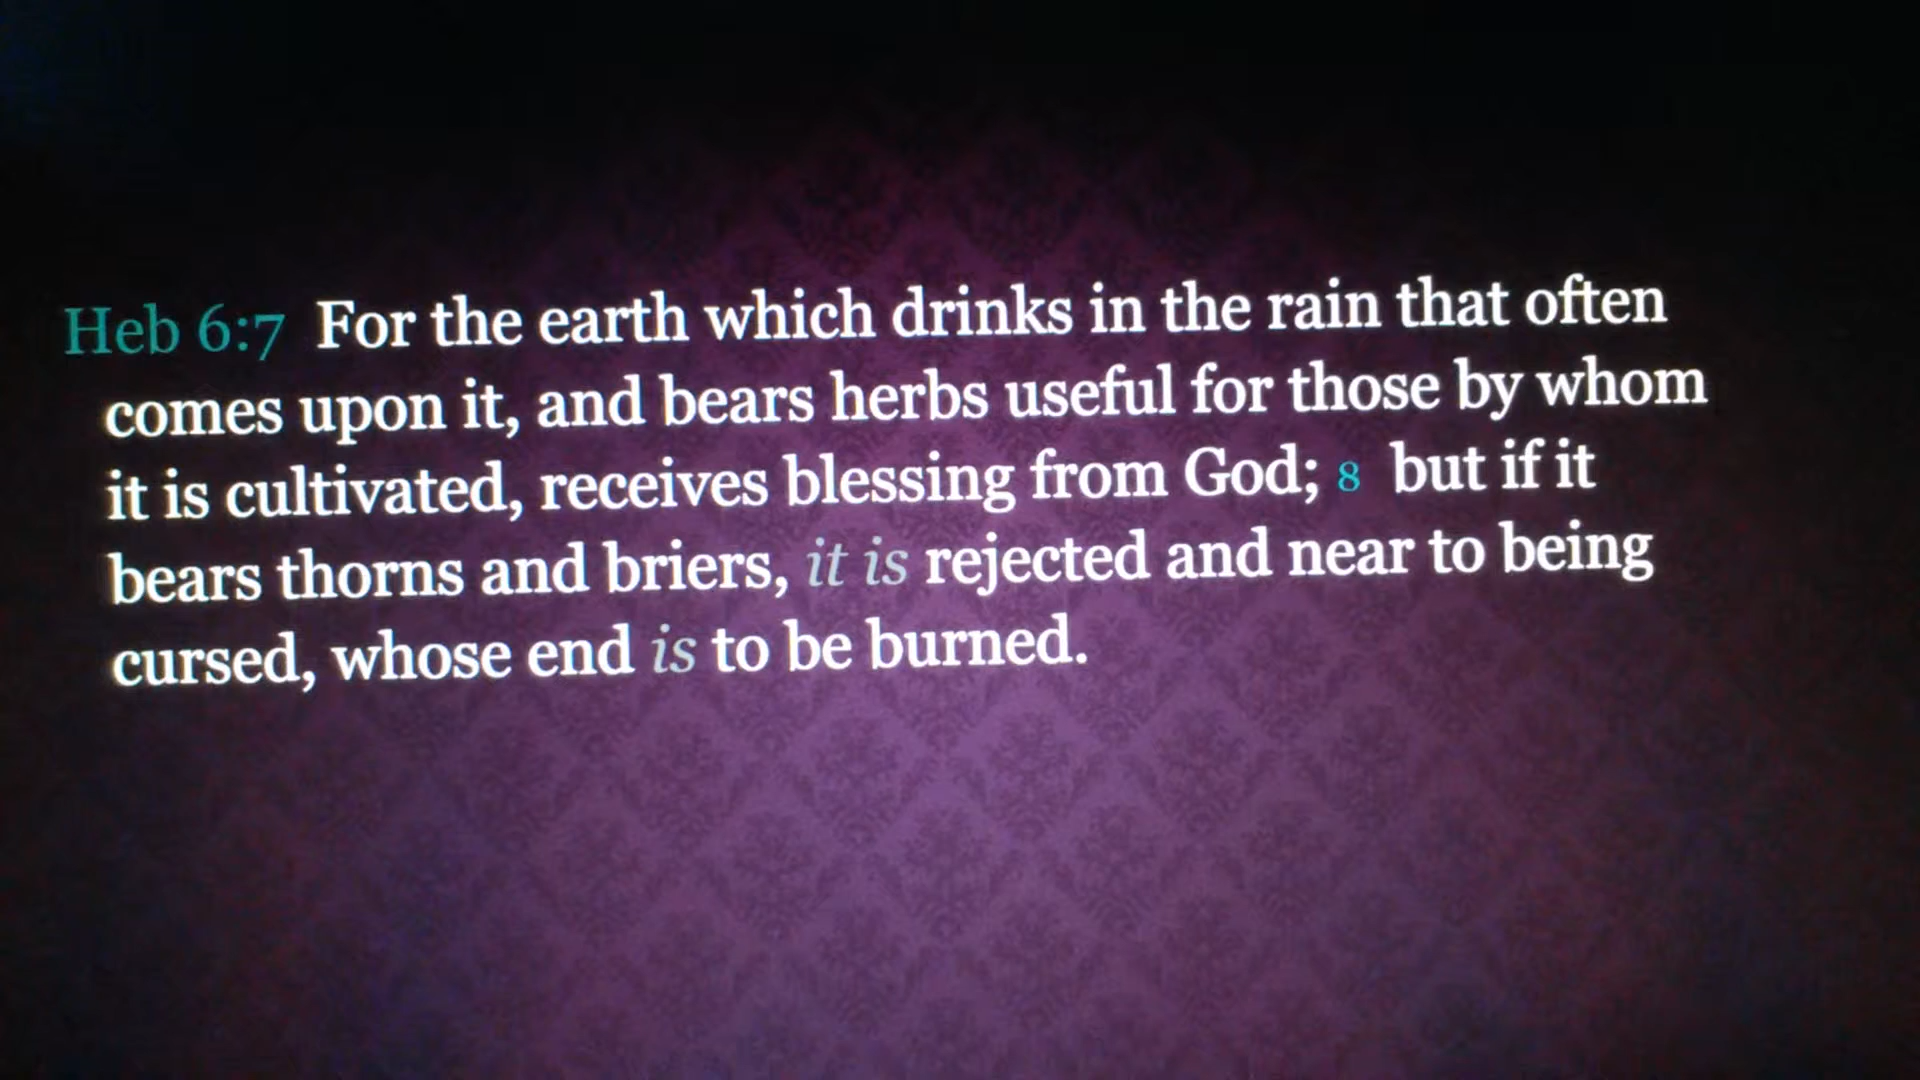 Heb 6:7 For the earth which drinks in the rain that often
comes upon it, and bears herbs useful for those by whom
it is cultivated, receives blessing from God; 8 but if it
bears thorns and briers, it is rejected and near to being
cursed, whose end is to be burned.